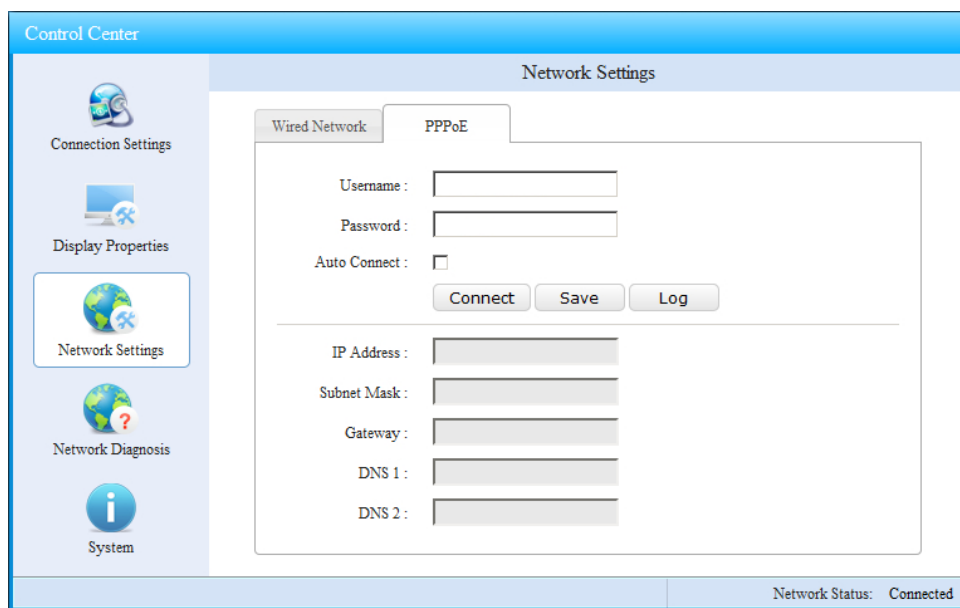 Control Center
Connection Settings
Display Properties
Network Settings
Network Diagnosis
?
i
System
Network Settings
Wired Network
PPPoE
Username :
Password :
Auto Connect :
Connect Save Log
IP Address :
Subnet Mask :
Gateway :
DNS 1 :
DNS 2 :
Network Status: Connected